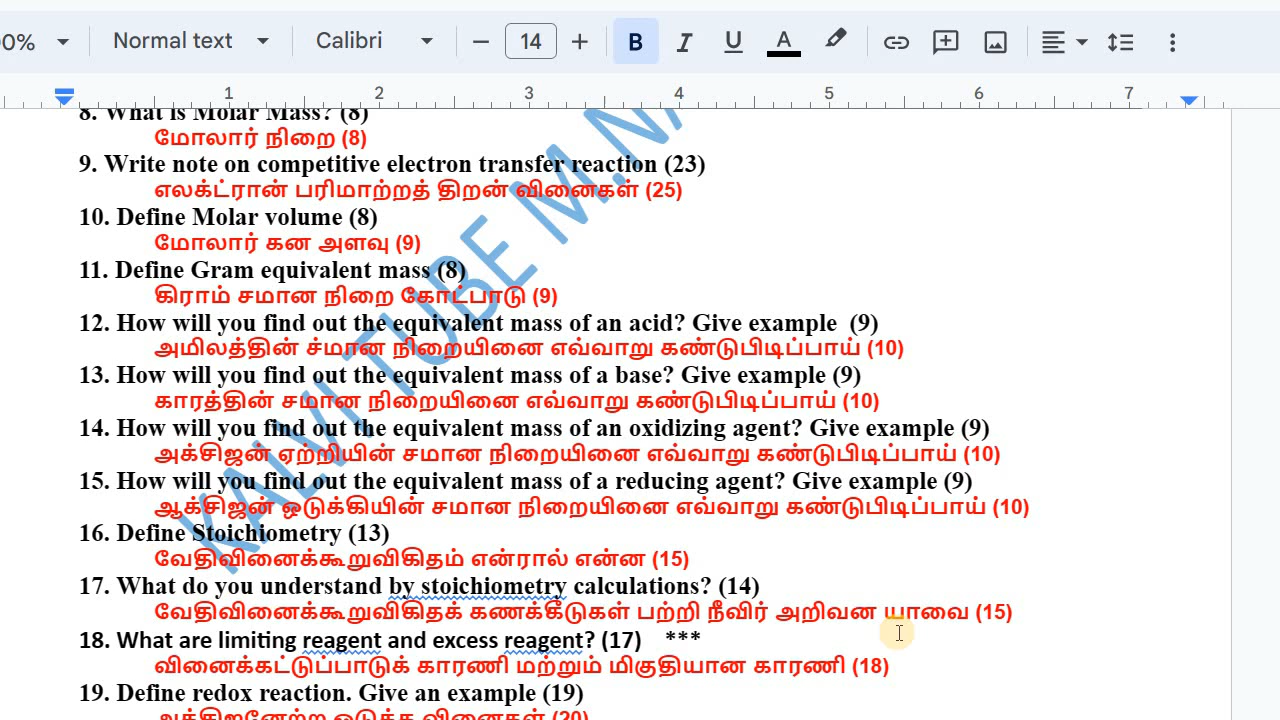 0%
Normal text
Calibri
14
B I U A
1 2 3 4 5 6 7
8. What is Molar Mass? (8)
மோலார் நிறை (8)
9. Write note on competitive electron transfer reaction (23)
எலக்ட்ரான் பரிமாற்றத் திறன் வினைகள் (25)
10. Define Molar volume (8)
மோலார் கன அளவு (9)
11. Define Gram equivalent mass (8)
கிராம் சமான நிறை கோட்பாடு (9)
12. How will you find out the equivalent mass of an acid? Give example (9)
அமிலத்தின் ச்மான நிறையினை எவ்வாறு கண்டுபிடிப்பாய் (10)
13. How will you find out the equivalent mass of a base? Give example (9)
காரத்தின் சமான நிறையினை எவ்வாறு கண்டுபிடிப்பாய் (10)
14. How will you find out the equivalent mass of an oxidizing agent? Give example (9)
அக்சிஜன் ஏற்றியின் சமான நிறையினை எவ்வாறு கண்டுபிடிப்பாய் (10)
15. How will you find out the equivalent mass of a reducing agent? Give example (9)
ஆக்சிஜன் ஒடுக்கியின் சமான நிறையினை எவ்வாறு கண்டுபிடிப்பாய் (10)
16. Define Stoichiometry (13)
வேதிவினைக்கூறுவிகிதம் என்ரால் என்ன (15)
17. What do you understand by stoichiometry calculations? (14)
வேதிவினைக்கூறுவிகிதக் கணக்கீடுகள் பற்றி நீவிர் அறிவன யாவை (15)
18. What are limiting reagent and excess reagent? (17) ***
வினைக்கட்டுப்பாடுக் காரணி மற்றும் மிகுதியான காரணி (18)
19. Define redox reaction. Give an example (19)
அக்சிஜனேற்ற ஒடுக்க வினைகள் (20)
KALVI TUBE M.NA